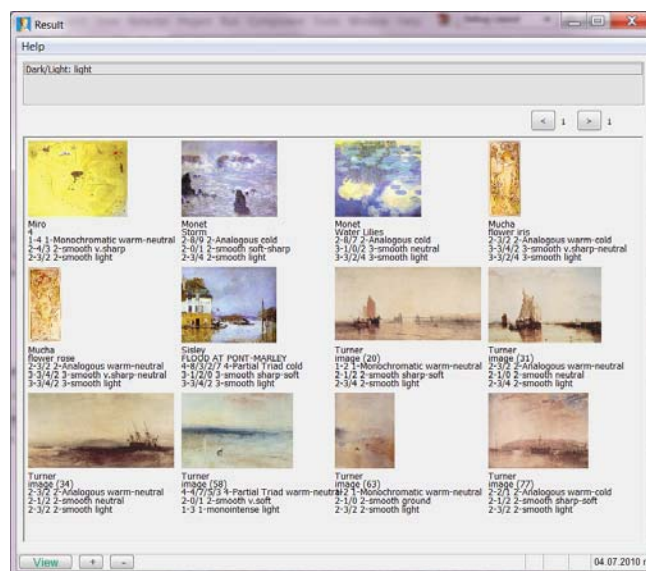 Result
Help
Dark/Light: light
< 1 > 1
Miro
4
1-4 1-Monochromatic warm-neutral
2-4/3 2-smooth v.sharp
2-3/2 2-smooth light
Monet
Storm
2-8/9 2-Analogous cold
2-0/1 2-smooth soft-sharp
2-3/4 2-smooth light
Monet
Water Lilies
2-8/7 2-Analogous cold
3-1/0/2 3-smooth neutral
3-3/2/4 3-smooth light
Mucha
flower iris
2-3/2 2-Analogous warm-cold
3-3/4/2 3-smooth v.sharp-neutral
3-3/2/4 3-smooth light
Mucha
flower rose
2-3/2 2-Analogous warm-neutral
3-3/4/2 3-smooth v.sharp-neutral
3-3/4/2 3-smooth light
Sisley
FLOOD AT PONT-MARLEY
4-8/3/2/7 4-Partial Triad cold
3-1/2/0 3-smooth sharp-soft
3-3/4/2 3-smooth light
Turner
image (20)
1-2 1-Monochromatic warm-neutral
2-1/2 2-smooth sharp-soft
2-3/4 2-smooth light
Turner
image (31)
2-3/2 2-Analogous warm-neutral
2-1/0 2-smooth neutral
2-3/4 2-smooth light
Turner
image (34)
2-3/2 2-Analogous warm-neutral
2-1/2 2-smooth neutral
2-3/2 2-smooth light
Turner
image (58)
4-4/7/5/3 4-Partial Triad warm-neutral
2-0/1 2-smooth v.soft
1-3 1-monointense light
Turner
image (63)
1-2 1-Monochromatic warm-neutral
2-1/0 2-smooth ground
2-3/2 2-smooth light
Turner
image (77)
2-2/1 2-Analogous warm-cold
2-1/2 2-smooth sharp-soft
2-3/2 2-smooth light
View + -
04.07.2010 г